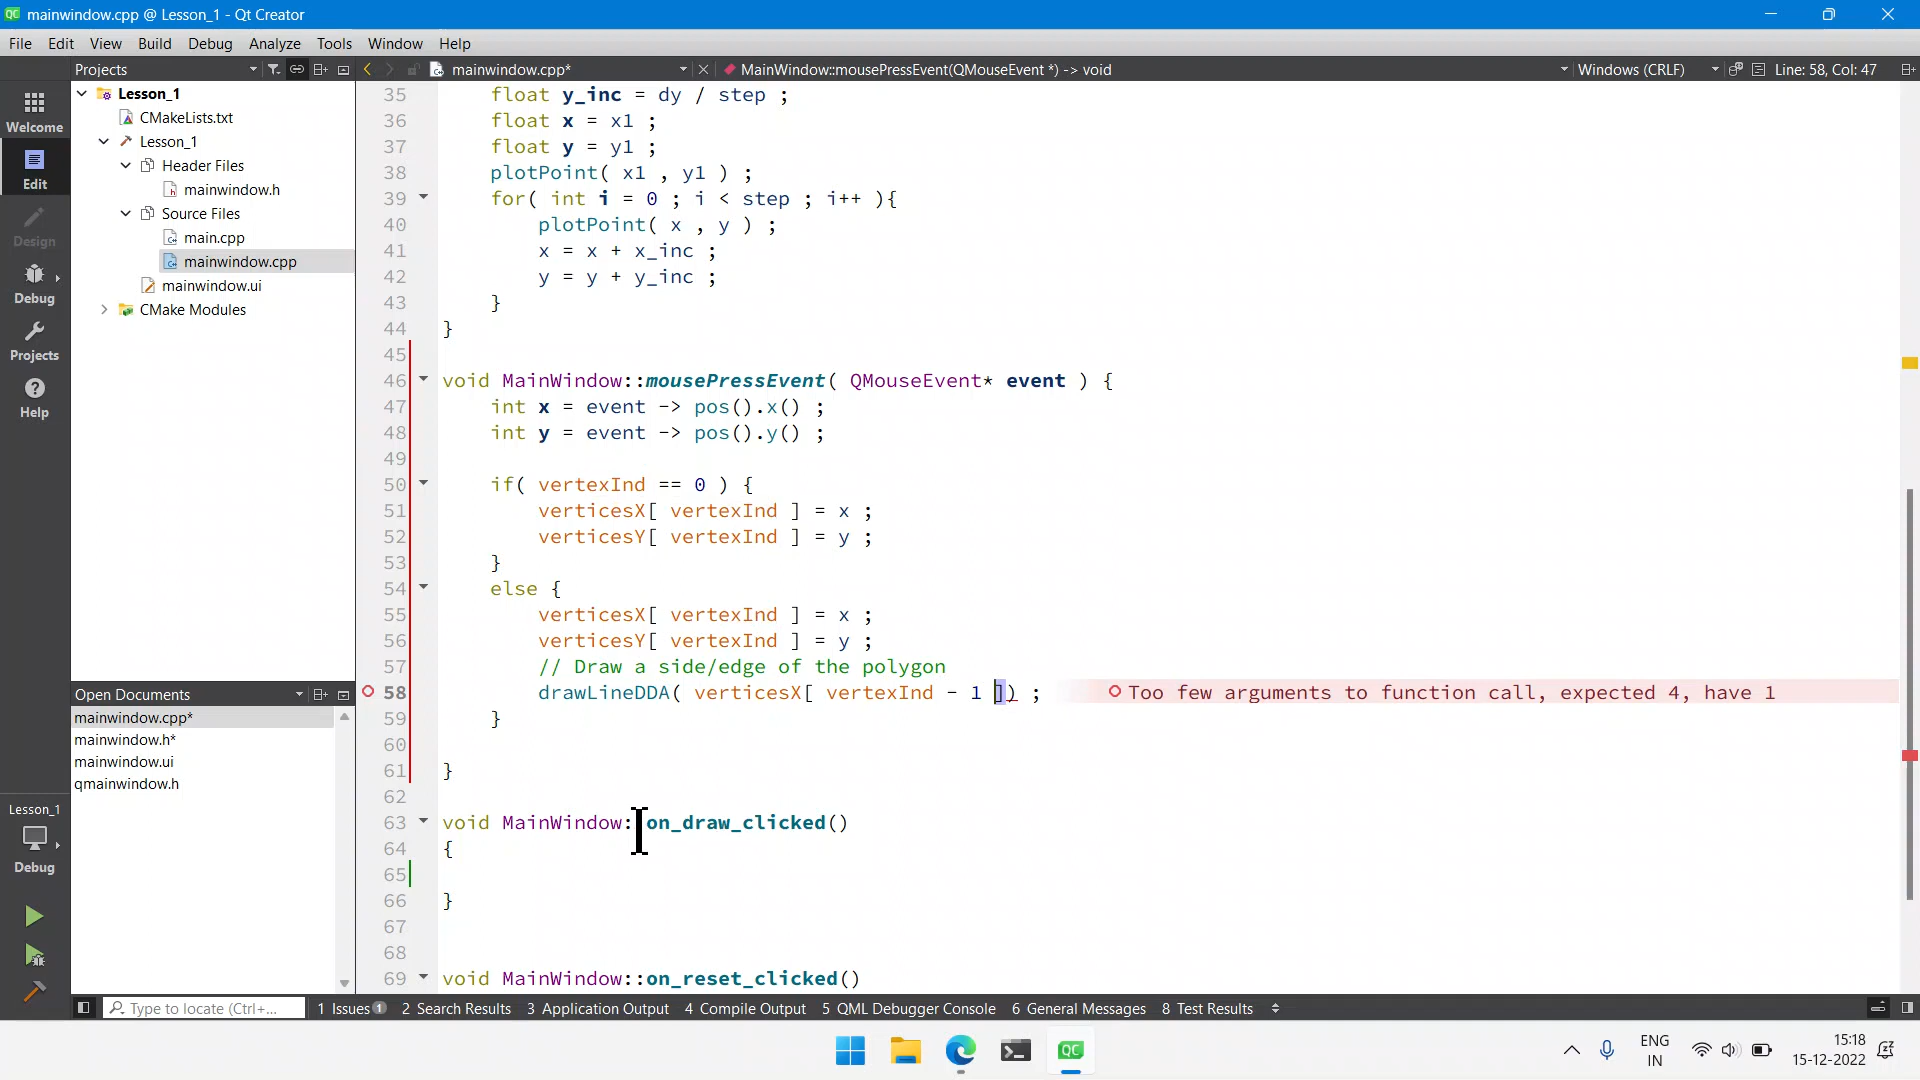 QC mainwindow.cpp @ Lesson_1 - Qt Creator
File Edit View Build Debug Analyze Tools Window Help
Projects
mainwindow.cpp*
MainWindow::mousePressEvent(QMouseEvent *) -> void
Windows (CRLF)
Line: 58, Col: 47
Welcome
Edit
Design
Debug
Projects
Help
Lesson_1
CMakeLists.txt
Lesson_1
Header Files
mainwindow.h
Source Files
main.cpp
mainwindow.cpp
mainwindow.ui
CMake Modules
Open Documents
mainwindow.cpp*
mainwindow.h*
mainwindow.ui
qmainwindow.h
Lesson_1
Debug
35 float y_inc = dy / step ;
36 float x = x1 ;
37 float y = y1 ;
38 plotPoint( x1 , y1 ) ;
39 for( int i = 0 ; i < step ; i++ ){
40 plotPoint( x , y ) ;
41 x = x + x_inc ;
42 y = y + y_inc ;
43 }
44 }
45
46 void MainWindow::mousePressEvent( QMouseEvent* event ) {
47 int x = event -> pos().x() ;
48 int y = event -> pos().y() ;
49
50 if( vertexInd == 0 ) {
51 verticesX[ vertexInd ] = x ;
52 verticesY[ vertexInd ] = y ;
53 }
54 else {
55 verticesX[ vertexInd ] = x ;
56 verticesY[ vertexInd ] = y ;
57 // Draw a side/edge of the polygon
58 drawLineDDA( verticesX[ vertexInd - 1 ]) ; Too few arguments to function call, expected 4, have 1
59 }
60
61 }
62
63 void MainWindow::on_draw_clicked()
64 {
65
66 }
67
68
69 void MainWindow::on_reset_clicked()
Type to locate (Ctrl+...
1 Issues 1
2 Search Results
3 Application Output
4 Compile Output
5 QML Debugger Console
6 General Messages
8 Test Results
QC
ENG
IN
15:18
15-12-2022